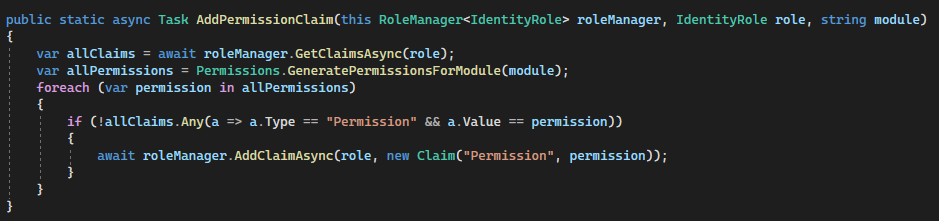 public static async Task AddPermissionClaim(this RoleManager<IdentityRole> roleManager, IdentityRole role, string module)
{
    var allClaims = await roleManager.GetClaimsAsync(role);
    var allPermissions = Permissions.GeneratePermissionsForModule(module);
    foreach (var permission in allPermissions)
    {
        if (!allClaims.Any(a => a.Type == "Permission" && a.Value == permission))
        {
            await roleManager.AddClaimAsync(role, new Claim("Permission", permission));
        }
    }
}